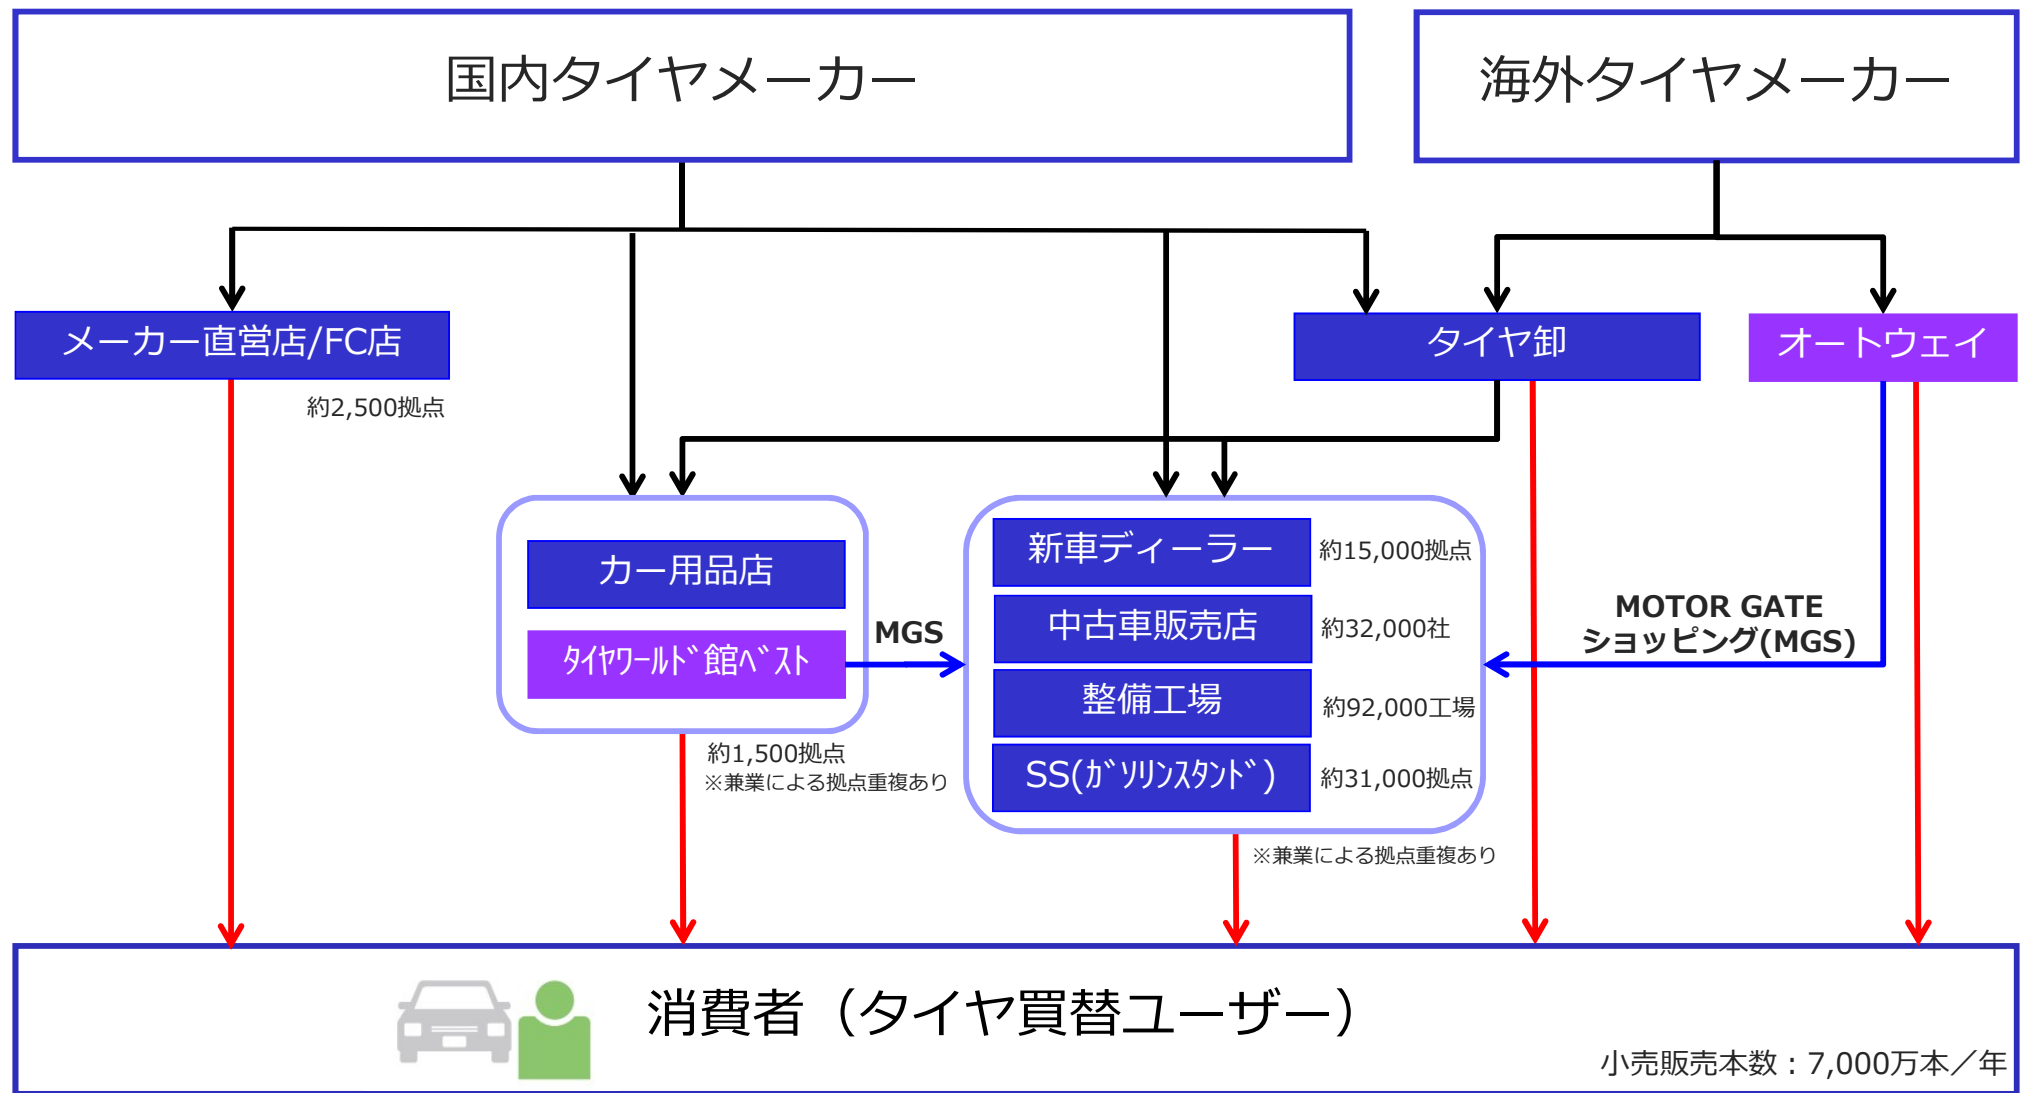 国内タイヤメーカー
海外タイヤメーカー
メーカー直営店/FC店
タイヤ卸
オートウェイ
約2,500拠点
カー用品店
ﾀｲﾔﾜｰﾙﾄﾞ館ﾍﾞｽﾄ
MGS
約1,500拠点
※兼業による拠点重複あり
新車ディーラー
約15,000拠点
中古車販売店
約32,000社
整備工場
約92,000工場
SS(ｶﾞｿﾘﾝｽﾀﾝﾄﾞ)
約31,000拠点
※兼業による拠点重複あり
MOTOR GATE
ショッピング(MGS)
消費者（タイヤ買替ユーザー）
小売販売本数：7,000万本／年